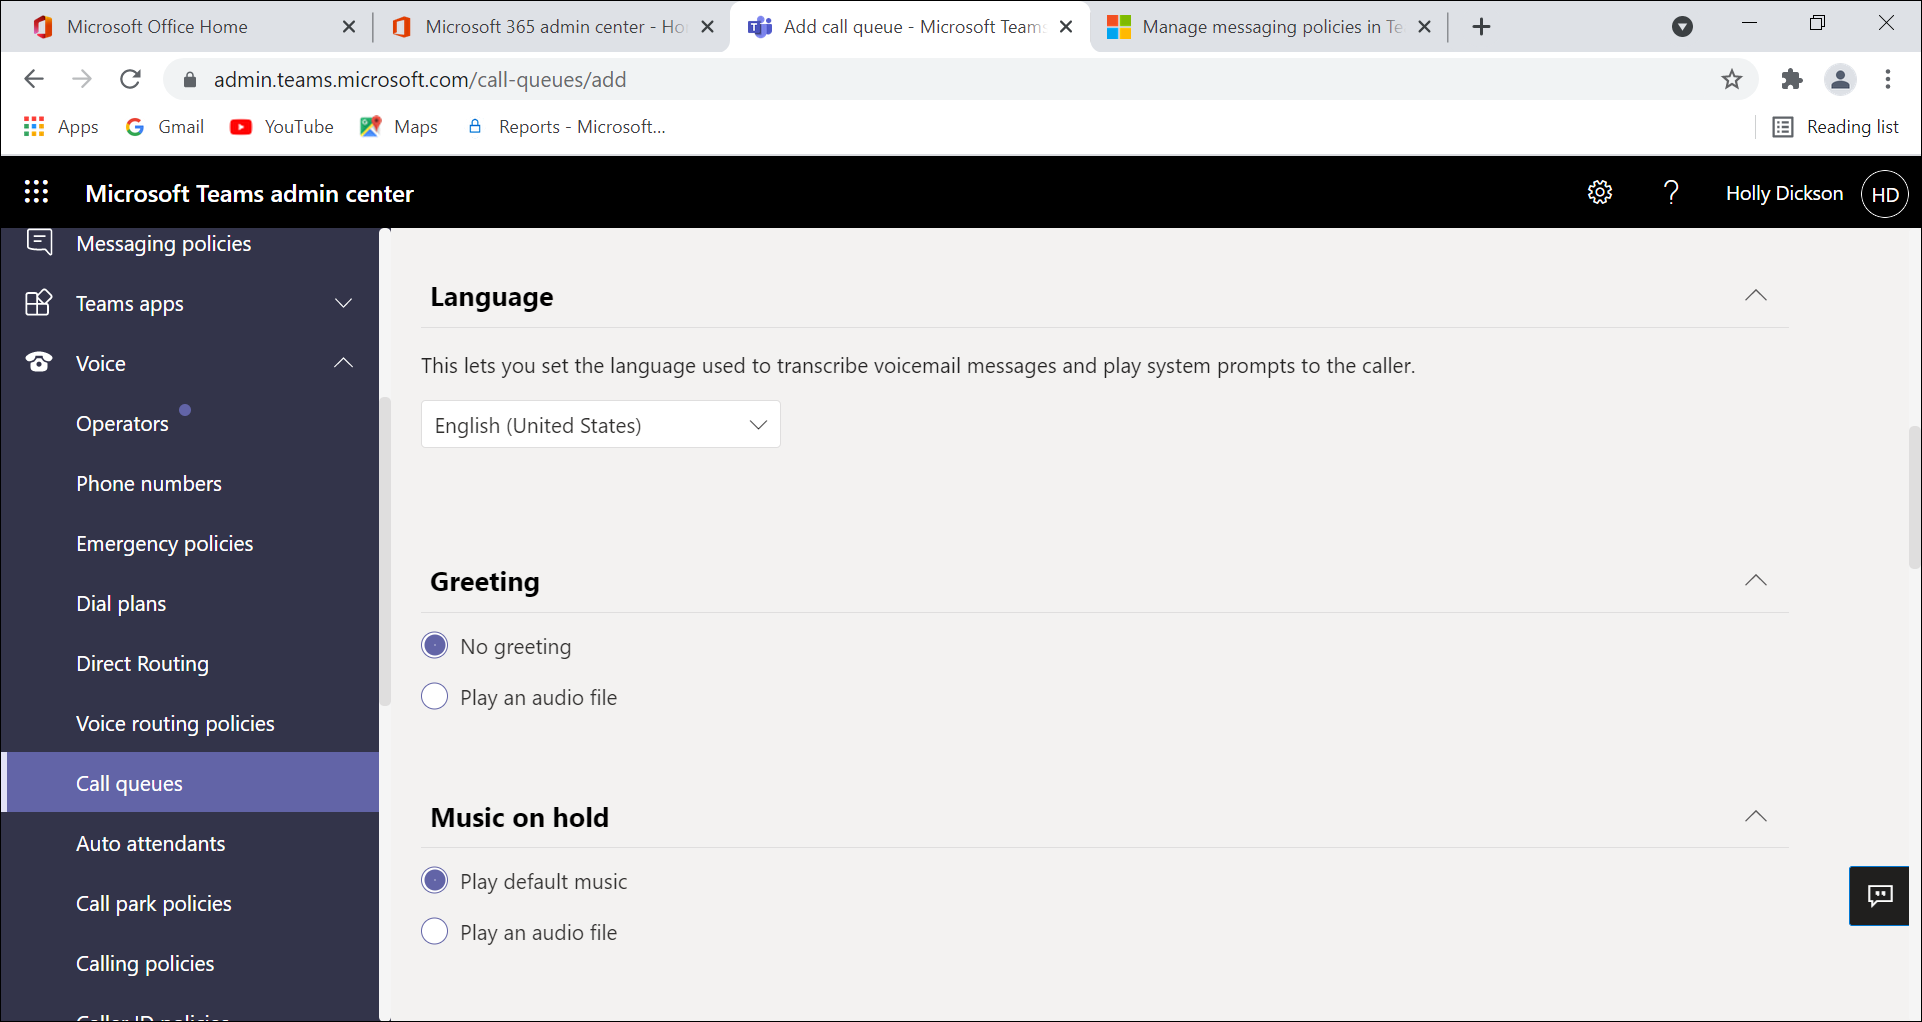 Microsoft Office Home
Microsoft 365 admin center - Ho
Add call queue - Microsoft Teams
Manage messaging policies in Te
admin.teams.microsoft.com/call-queues/add
Apps
Gmail
YouTube
Maps
Reports - Microsoft...
Reading list
Microsoft Teams admin center
Holly Dickson
HD
Messaging policies
Teams apps
Voice
Operators
Phone numbers
Emergency policies
Dial plans
Direct Routing
Voice routing policies
Call queues
Auto attendants
Call park policies
Calling policies
Caller ID policies
Language
This lets you set the language used to transcribe voicemail messages and play system prompts to the caller.
English (United States)
Greeting
No greeting
Play an audio file
Music on hold
Play default music
Play an audio file